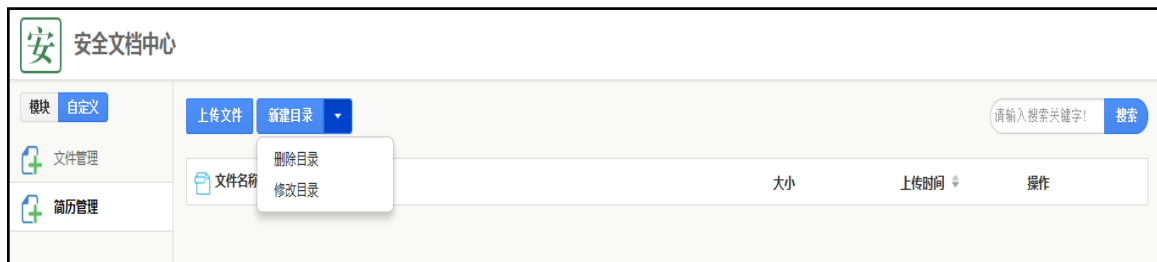 安 安全文档中心
模块 自定义
上传文件 新建目录
请输入搜索关键字! 搜索
文件管理
简历管理
删除目录
修改目录
文件名称 大小 上传时间 操作